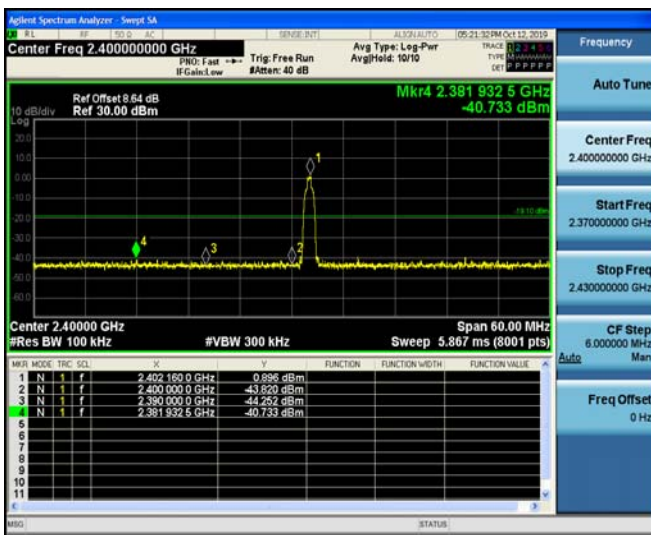 Agilent Spectrum Analyzer - Swept SA
RL RF 50 Ω AC SENSE:INT ALIGN AUTO 05:21:32 PM Oct 12, 2019
Center Freq 2.400000000 GHz
PNO: Fast
IFGain:Low
Trig: Free Run
#Atten: 40 dB
Avg Type: Log-Pwr
Avg|Hold: 10/10
TRACE 1 2 3 4 5 6
TYPE
DET P P P P P P
Ref Offset 8.64 dB
Ref 30.00 dBm
10 dB/div
Log
Mkr4 2.381 932 5 GHz
-40.733 dBm
20.0
10.0
0.00
-10.0
-20.0
-30.0
-40.0
-50.0
-60.0
1
2
3
4
-19.10 dBm
Center 2.40000 GHz
#Res BW 100 kHz
#VBW 300 kHz
Span 60.00 MHz
Sweep 5.867 ms (8001 pts)
MKR MODE TRC SCL X Y FUNCTION FUNCTION WIDTH FUNCTION VALUE
1 N 1 f 2.402 160 0 GHz 0.896 dBm
2 N 1 f 2.400 000 0 GHz -43.820 dBm
3 N 1 f 2.390 000 0 GHz -44.252 dBm
4 N 1 f 2.381 932 5 GHz -40.733 dBm
5
6
7
8
9
10
11
MSG STATUS
Frequency
Auto Tune
Center Freq
2.400000000 GHz
Start Freq
2.370000000 GHz
Stop Freq
2.430000000 GHz
CF Step
6.000000 MHz
Auto Man
Freq Offset
0 Hz